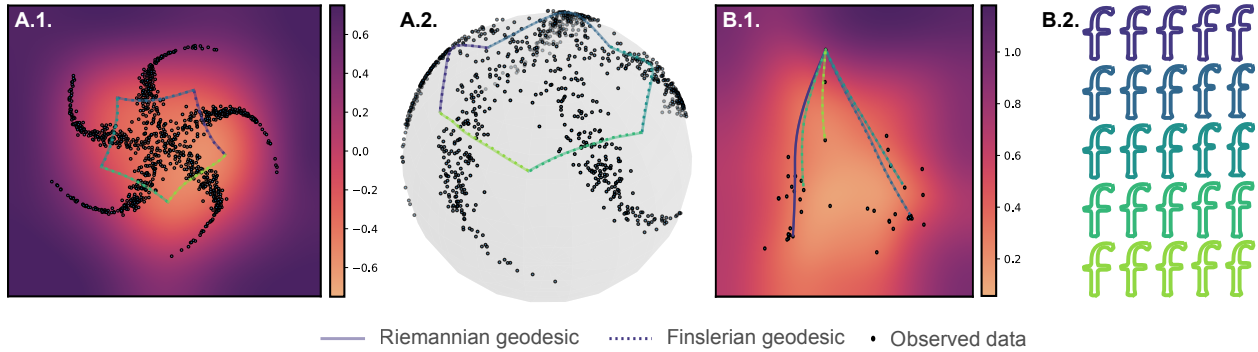 A.1.
0.6
0.4
0.2
0.0
−0.2
−0.4
−0.6
A.2.
B.1.
1.0
0.8
0.6
0.4
0.2
B.2.
f f f f f
f f f f f
f f f f f
f f f f f
f f f f f
Riemannian geodesic
Finslerian geodesic
Observed data